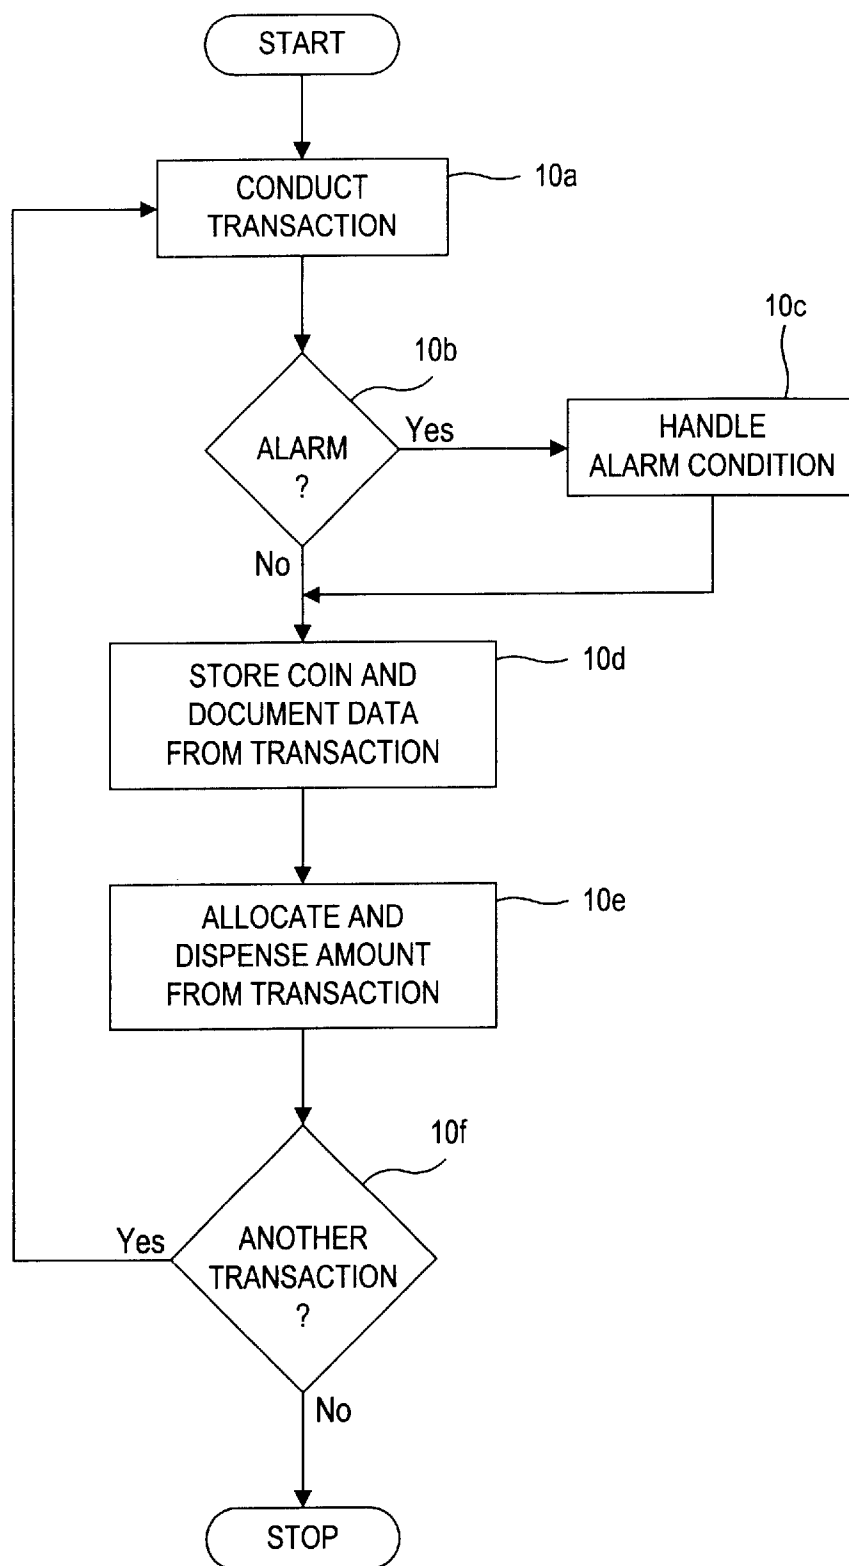 START
CONDUCT
TRANSACTION
10a
10b
ALARM
?
Yes
10c
HANDLE
ALARM CONDITION
No
STORE COIN AND
DOCUMENT DATA
FROM TRANSACTION
10d
ALLOCATE AND
DISPENSE AMOUNT
FROM TRANSACTION
10e
10f
Yes
ANOTHER
TRANSACTION
?
No
STOP